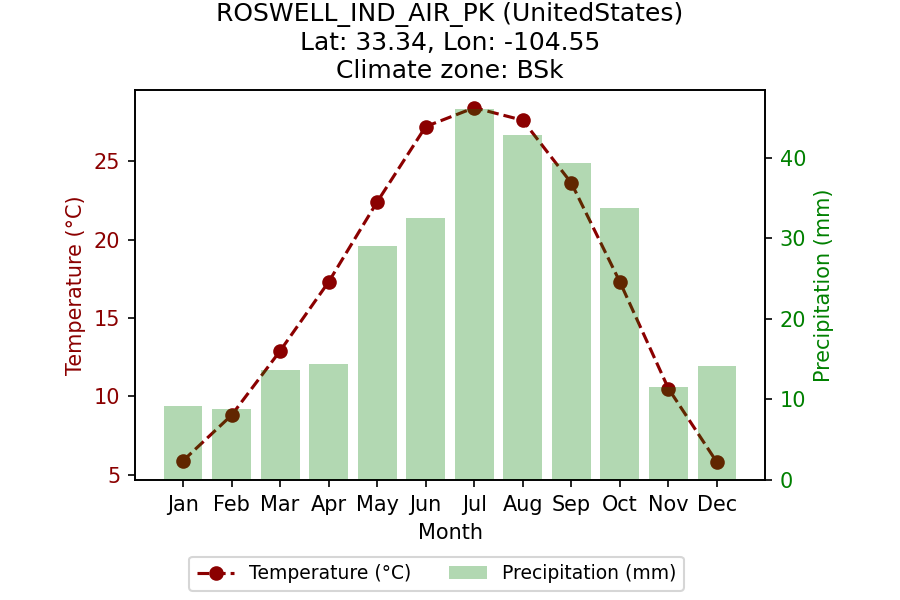 ROSWELL_IND_AIR_PK (UnitedStates)
Lat: 33.34, Lon: -104.55
Climate zone: BSk
25
20
15
10
5
Temperature (°C)
40
30
20
10
0
Precipitation (mm)
Jan Feb Mar Apr May Jun Jul Aug Sep Oct Nov Dec
Month
Temperature (°C) Precipitation (mm)